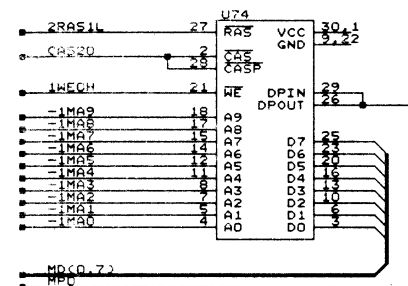 U74
2RAS1L 27 RAS VCC 30,1
GND 9,22
CAS2D 2 CAS
28 CASP
1WECH 21 WE DPIN 29
DPOUT 26
-1MA9 18 A9
-1MA8 17 A8
-1MA7 15 A7 D7 25
-1MA6 14 A6 D6 23
-1MA5 12 A5 D5 20
-1MA4 11 A4 D4 16
-1MA3 8 A3 D3 13
-1MA2 7 A2 D2 10
-1MA1 5 A1 D1 6
-1MA0 4 A0 D0 3
MD(0,7)
MPD